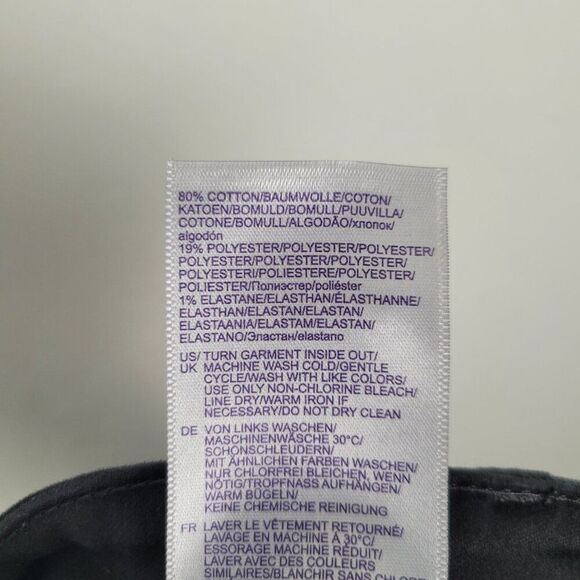 80% COTTON/BAUMWOLLE/COTON/
KATOEN/BOMULD/BOMULL/PUUVILLA/
COTONE/BOMULL/ALGODÃO/хлопок/
algodón
19% POLYESTER/POLYESTER/POLYESTER/
POLYESTER/POLYESTER/POLYESTER/
POLYESTERI/POLIESTERE/POLYESTER/
POLIESTER/Полиэстер/poliéster
1% ELASTANE/ELASTHAN/ÉLASTHANNE/
ELASTHAN/ELASTAN/ELASTAN/
ELASTAANIA/ELASTAM/ELASTAN/
ELASTANO/Эластан/elastano
US/ TURN GARMENT INSIDE OUT/
UK MACHINE WASH COLD/GENTLE
CYCLE/WASH WITH LIKE COLORS/
USE ONLY NON-CHLORINE BLEACH/
LINE DRY/WARM IRON IF
NECESSARY/DO NOT DRY CLEAN
DE VON LINKS WASCHEN/
MASCHINENWÄSCHE 30°C/
SCHONSCHLEUDERN/
MIT ÄHNLICHEN FARBEN WASCHEN/
NUR CHLORFREI BLEICHEN, WENN
NÖTIG/TROPFNASS AUFHÄNGEN/
WARM BÜGELN/
KEINE CHEMISCHE REINIGUNG
FR LAVER LE VÊTEMENT RETOURNÉ/
LAVAGE EN MACHINE À 30°C/
ESSORAGE MACHINE RÉDUIT/
LAVER AVEC DES COULEURS
SIMILAIRES/BLANCHIR SANS CHLORE